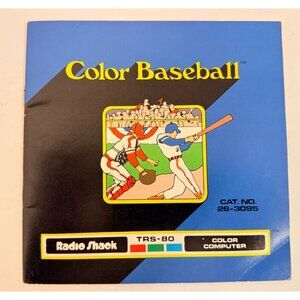 Color Baseball™
CAT. NO.
26-3095
Radio Shack
TRS-80
COLOR
COMPUTER